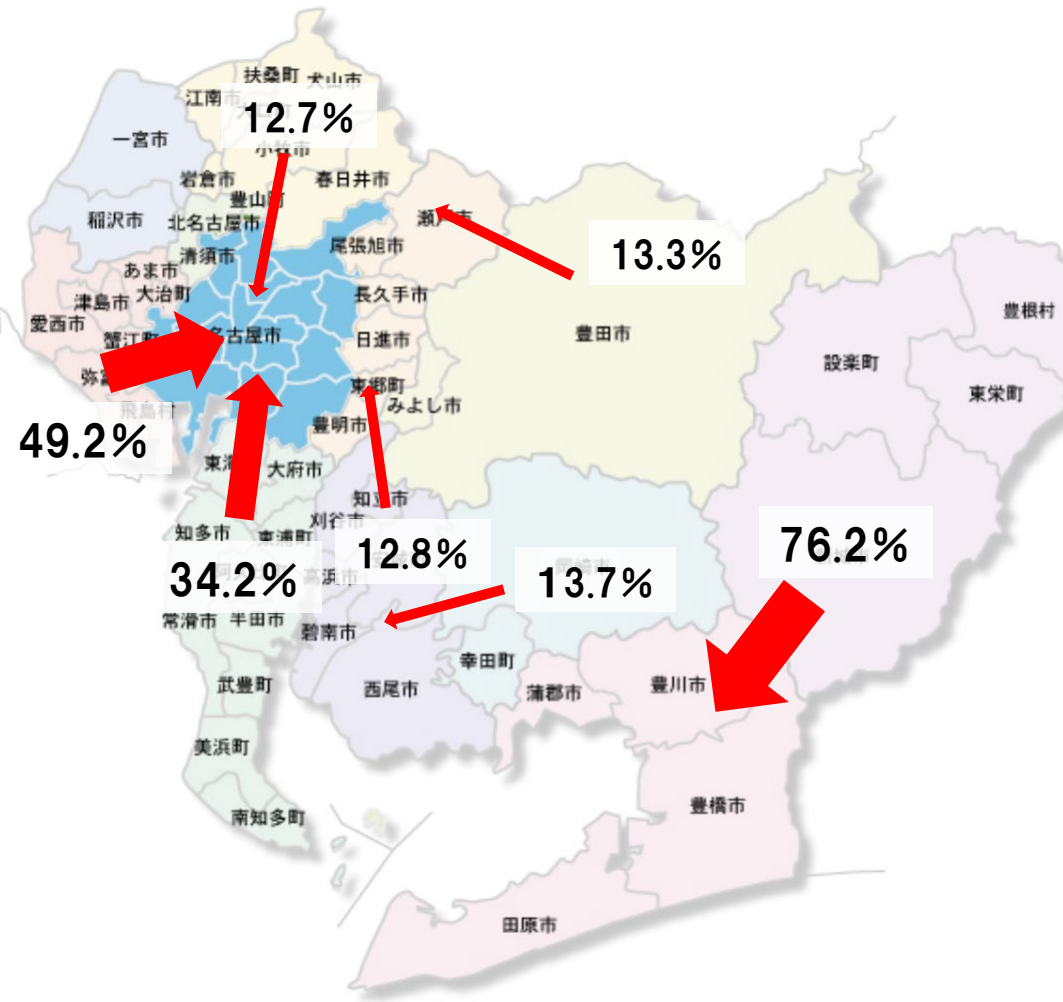 扶桑町
犬山市
江南市
12.7%
一宮市
小牧市
岩倉市
春日井市
豊山町
稲沢市
北名古屋市
瀬戸市
尾張旭市
清須市
13.3%
あま市
津島市
大治町
長久手市
愛西市
蟹江町
名古屋市
日進市
豊田市
豊根村
設楽町
東栄町
東郷町
みよし市
飛島村
豊明市
49.2%
大府市
知立市
知多市
刈谷市
東浦町
12.8%
76.2%
高浜市
34.2%
13.7%
常滑市
半田市
碧南市
幸田町
武豊町
西尾市
蒲郡市
豊川市
美浜町
豊橋市
南知多町
田原市